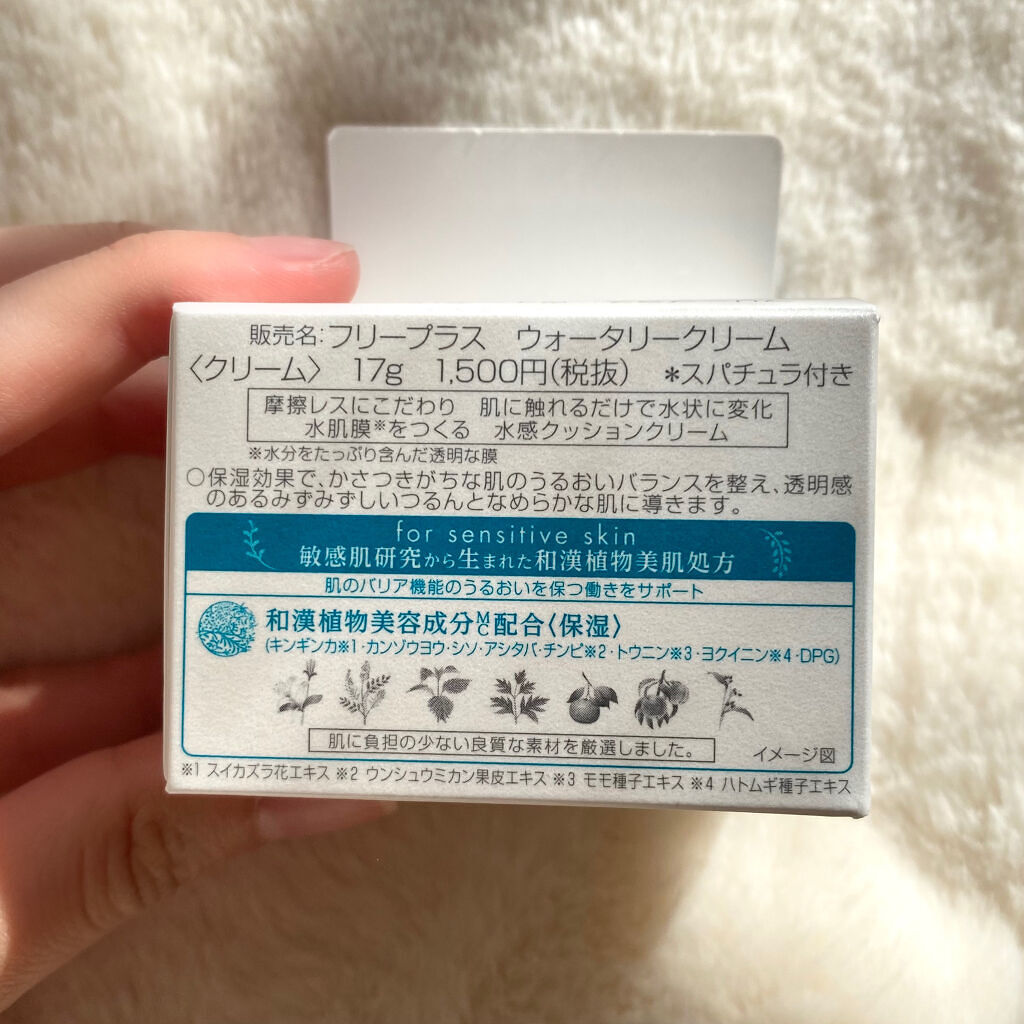 販売名:フリープラス　ウォータリークリーム
〈クリーム〉　17g　1,500円(税抜)　＊スパチュラ付き
摩擦レスにこだわり　肌に触れるだけで水状に変化
水肌膜※をつくる　水感クッションクリーム
※水分をたっぷり含んだ透明な膜
○保湿効果で、かさつきがちな肌のうるおいバランスを整え、透明感
のあるみずみずしいつるんとなめらかな肌に導きます。
for sensitive skin
敏感肌研究から生まれた和漢植物美肌処方
肌のバリア機能のうるおいを保つ働きをサポート
和漢植物美容成分MC配合〈保湿〉
(キンギンカ※1・カンゾウヨウ・シソ・アシタバ・チンピ※2・トウニン※3・ヨクイニン※4・DPG)
肌に負担の少ない良質な素材を厳選しました。
イメージ図
※1 スイカズラ花エキス ※2 ウンシュウミカン果皮エキス ※3 モモ種子エキス ※4 ハトムギ種子エキス